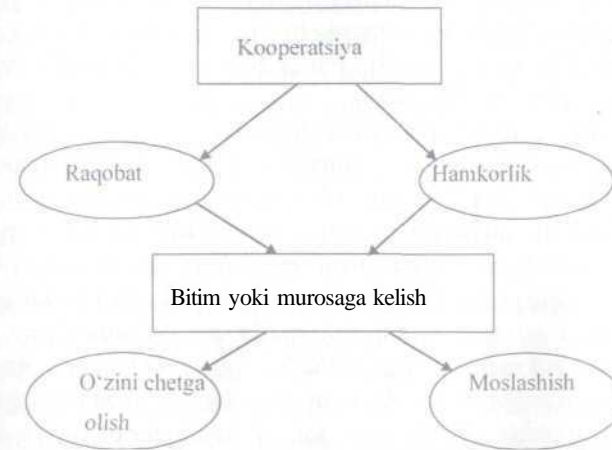 Kooperatsiya
Raqobat
Hamkorlik
Bitim yoki murosaga kelish
O‘zini chetga
olish
Moslashish